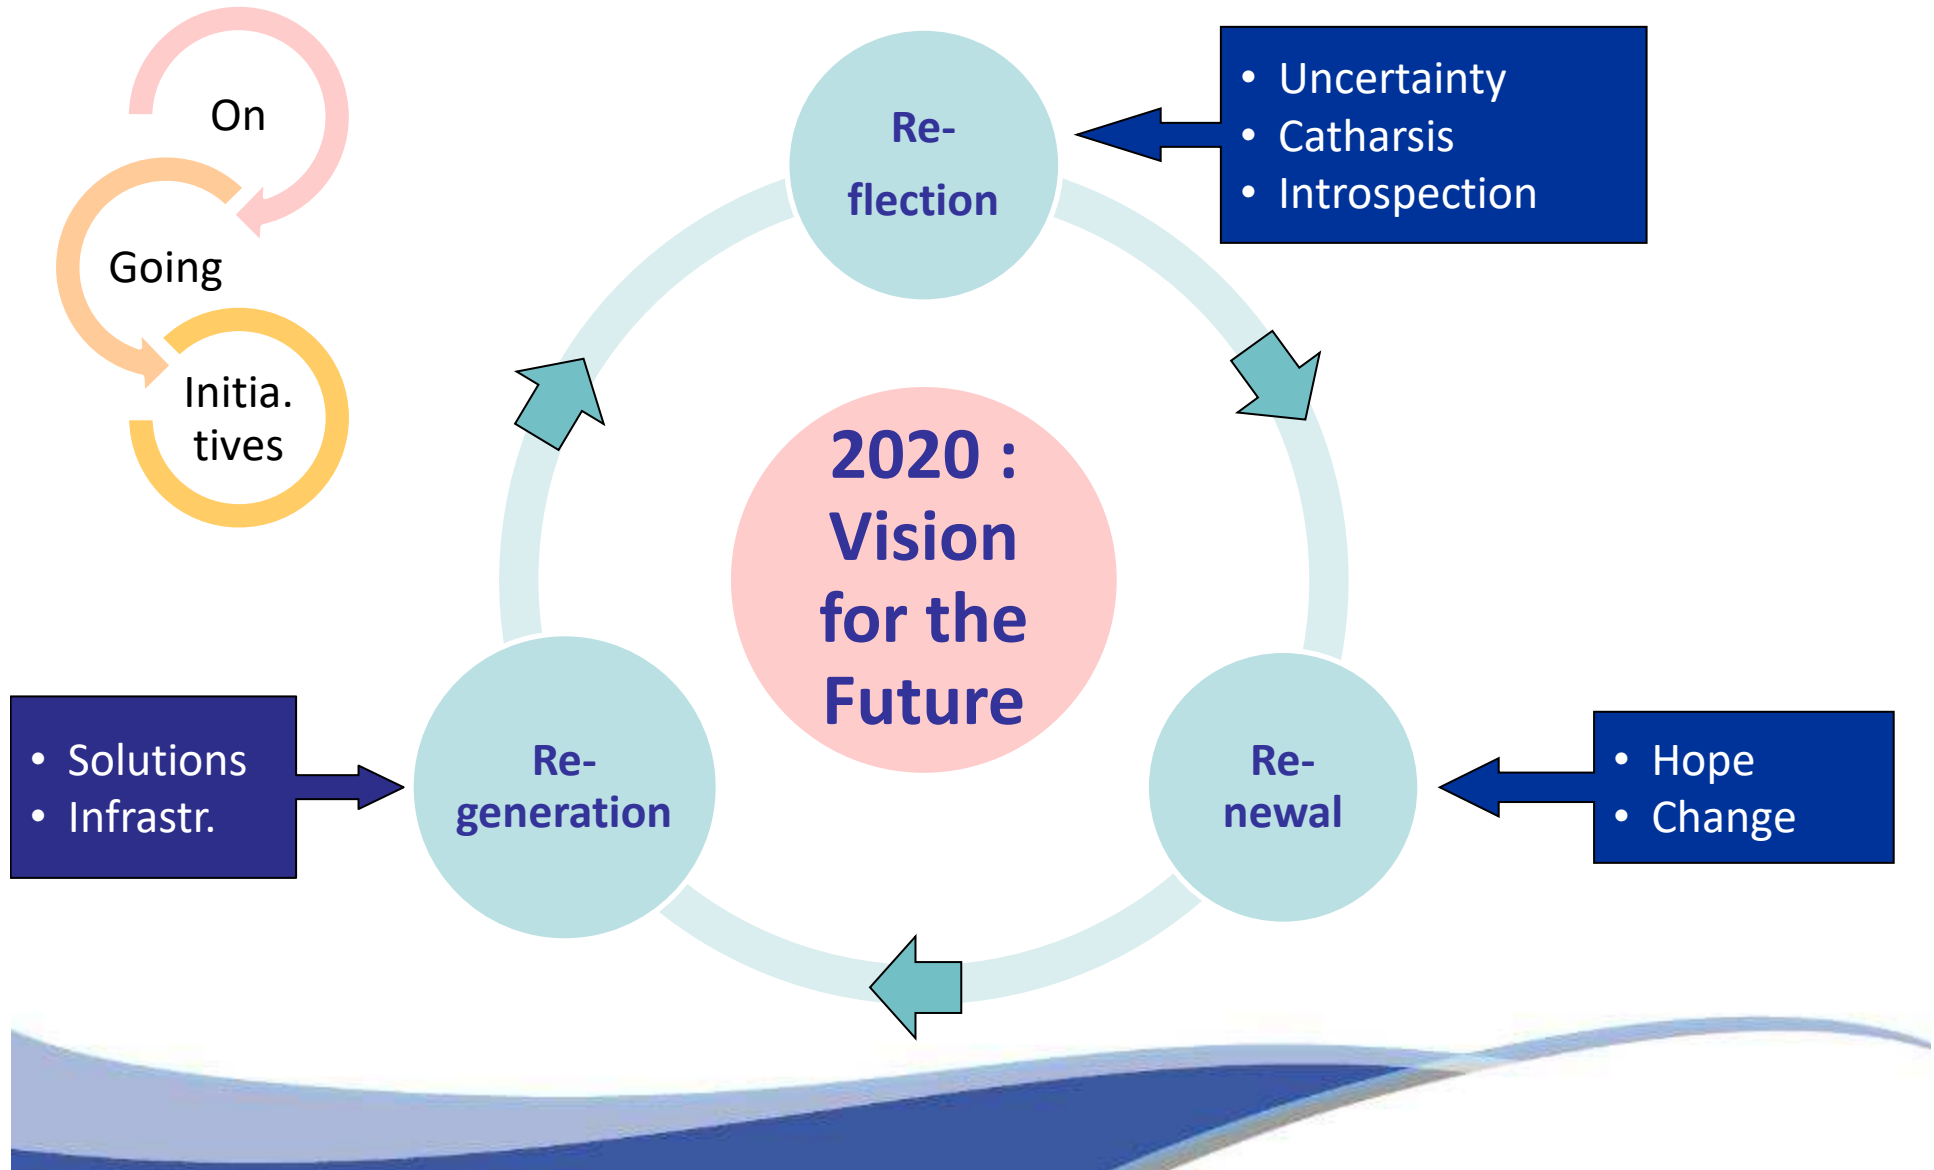 On
Going
Initia.
tives
Re-
flection
• Uncertainty
• Catharsis
• Introspection
2020 :
Vision
for the
Future
Re-
newal
• Hope
• Change
Re-
generation
• Solutions
• Infrastr.